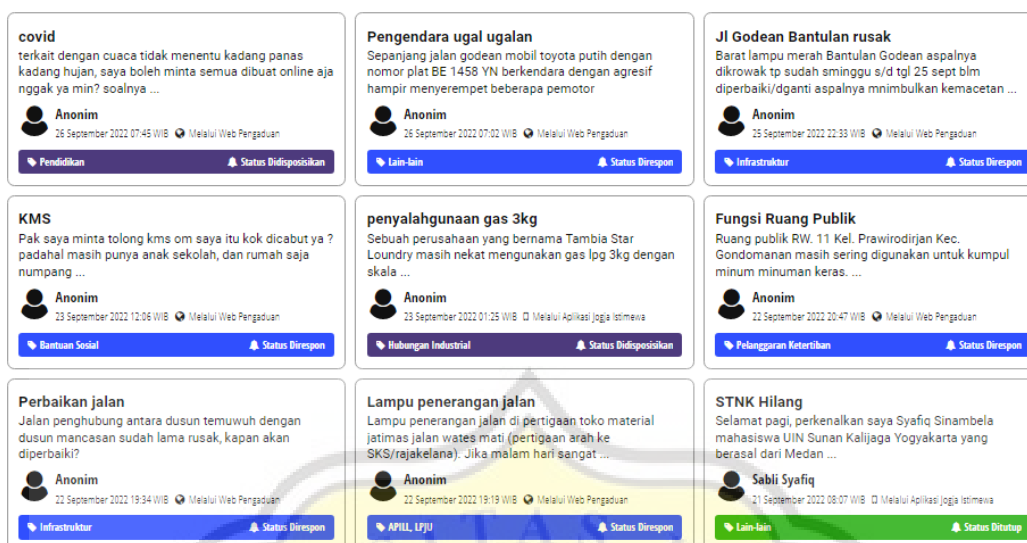 covid
terkait dengan cuaca tidak menentu kadang panas
kadang hujan, saya boleh minta semua dibuat online aja
nggak ya min? soalnya ...
Anonim
26 September 2022 07:45 WIB Melalui Web Pengaduan
Pendidikan Status Didisposisikan
Pengendara ugal ugalan
Sepanjang jalan godean mobil toyota putih dengan
nomor plat BE 1458 YN berkendara dengan agresif
hampir menyerempet beberapa pemotor
Anonim
26 September 2022 07:02 WIB Melalui Web Pengaduan
Lain-lain Status Direspon
Jl Godean Bantulan rusak
Barat lampu merah Bantulan Godean aspalnya
dikrowak tp sudah sminggu s/d tgl 25 sept blm
diperbaiki/dganti aspalnya mnimbulkan kemacetan ...
Anonim
25 September 2022 22:33 WIB Melalui Web Pengaduan
Infrastruktur Status Direspon
KMS
Pak saya minta tolong kms om saya itu kok dicabut ya ?
padahal masih punya anak sekolah, dan rumah saja
numpang ...
Anonim
23 September 2022 12:06 WIB Melalui Web Pengaduan
Bantuan Sosial Status Direspon
penyalahgunaan gas 3kg
Sebuah perusahaan yang bernama Tambia Star
Loundry masih nekat mengunakan gas lpg 3kg dengan
skala ...
Anonim
23 September 2022 01:25 WIB Melalui Aplikasi Jogja Istimewa
Hubungan Industrial Status Didisposisikan
Fungsi Ruang Publik
Ruang publik RW. 11 Kel. Prawirodirjan Kec.
Gondomanan masih sering digunakan untuk kumpul
minum minuman keras. ...
Anonim
22 September 2022 20:47 WIB Melalui Web Pengaduan
Pelanggaran Ketertiban Status Direspon
Perbaikan jalan
Jalan penghubung antara dusun temuwuh dengan
dusun mancasan sudah lama rusak, kapan akan
diperbaiki?
Anonim
22 September 2022 19:34 WIB Melalui Web Pengaduan
Infrastruktur Status Direspon
Lampu penerangan jalan
Lampu penerangan jalan di pertigaan toko material
jatimas jalan wates mati (pertigaan arah ke
SKS/rajakelana). Jika malam hari sangat ...
Anonim
22 September 2022 19:19 WIB Melalui Web Pengaduan
APILL, LPJU Status Direspon
STNK Hilang
Selamat pagi, perkenalkan saya Syafiq Sinambela
mahasiswa UIN Sunan Kalijaga Yogyakarta yang
berasal dari Medan ...
Sabli Syafiq
21 September 2022 08:07 WIB Melalui Aplikasi Jogja Istimewa
Lain-lain Status Ditutup